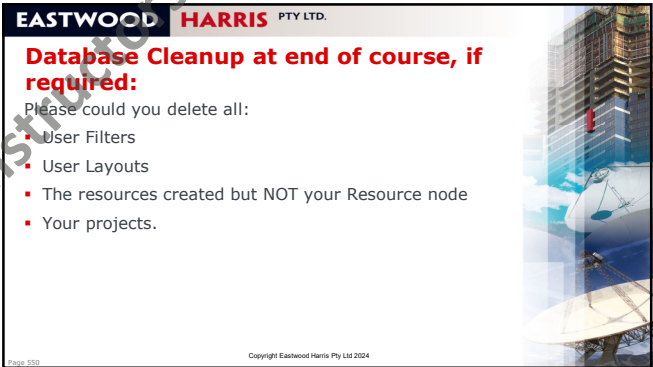 EASTWOOD HARRIS PTY LTD.
Database Cleanup at end of course, if
required:
Please could you delete all:
▪ User Filters
▪ User Layouts
▪ The resources created but NOT your Resource node
▪ Your projects.
Copyright Eastwood Harris Pty Ltd 2024
Page 550